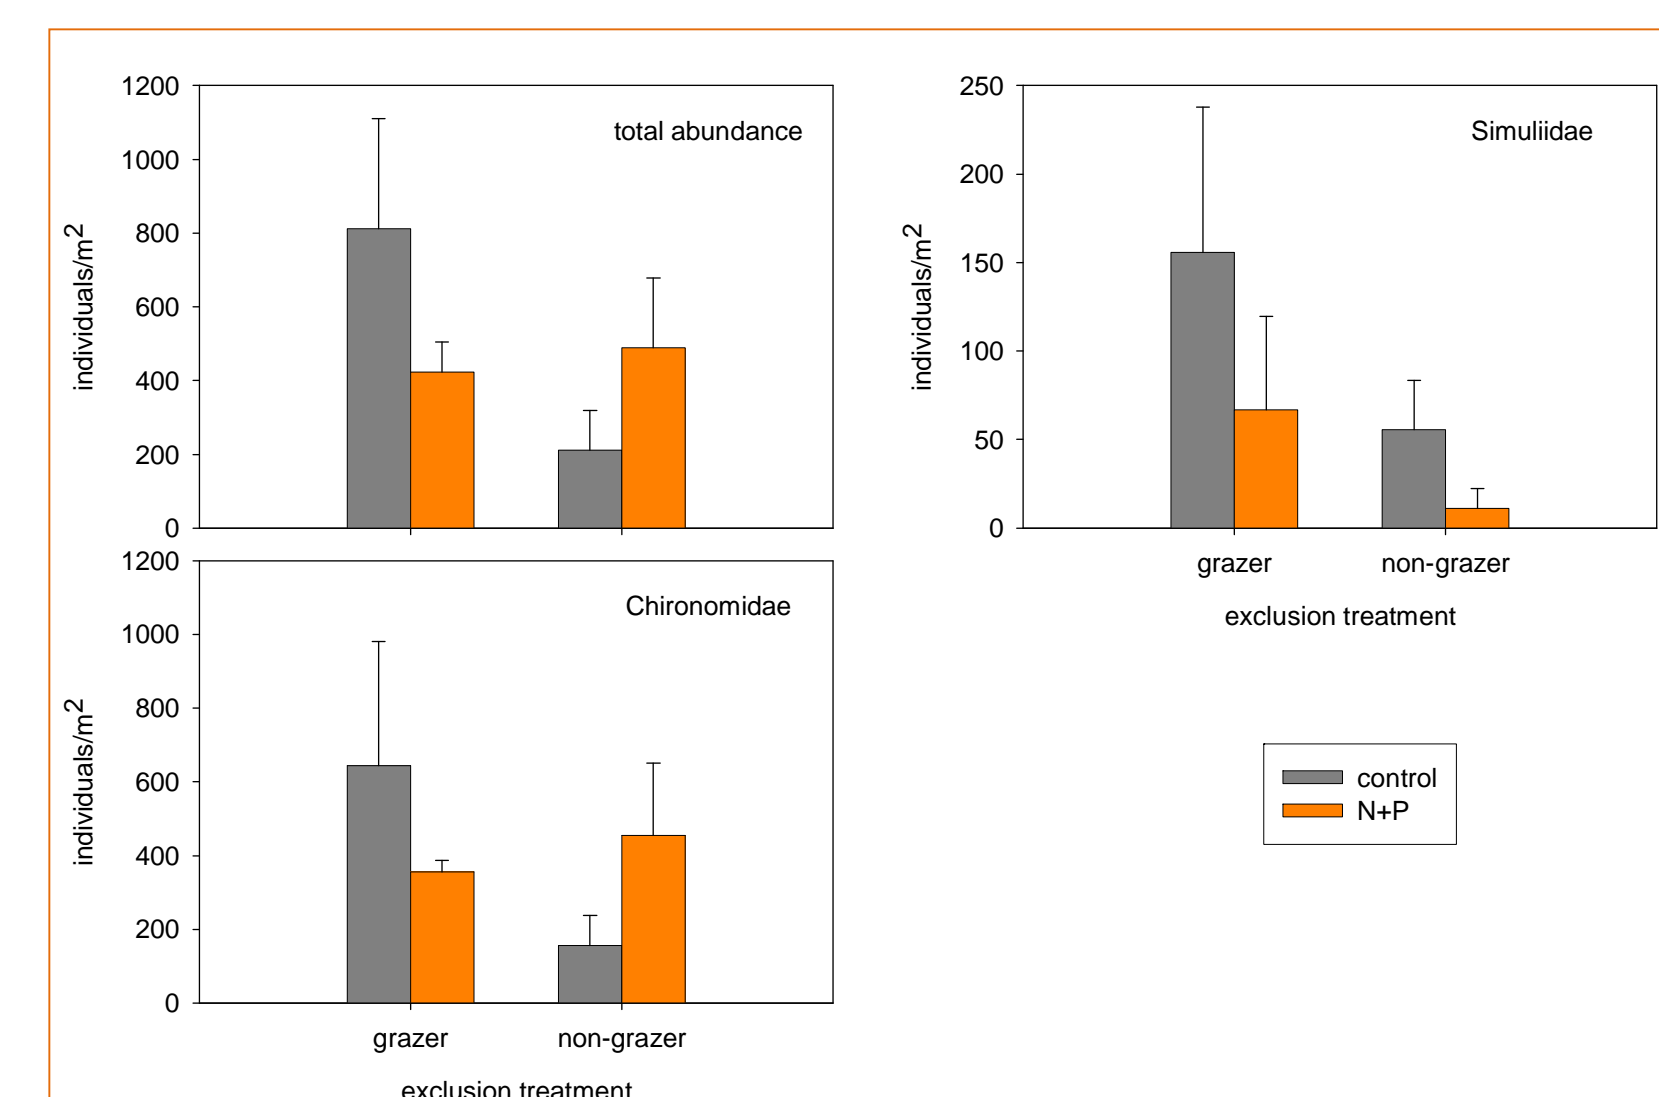 total abundance
individuals/m2
1200
1000
800
600
400
200
0
Simuliidae
individuals/m2
250
200
150
100
50
0
grazer non-grazer
exclusion treatment
Chironomidae
individuals/m2
1200
1000
800
600
400
200
0
grazer non-grazer
exclusion treatment
control
N+P